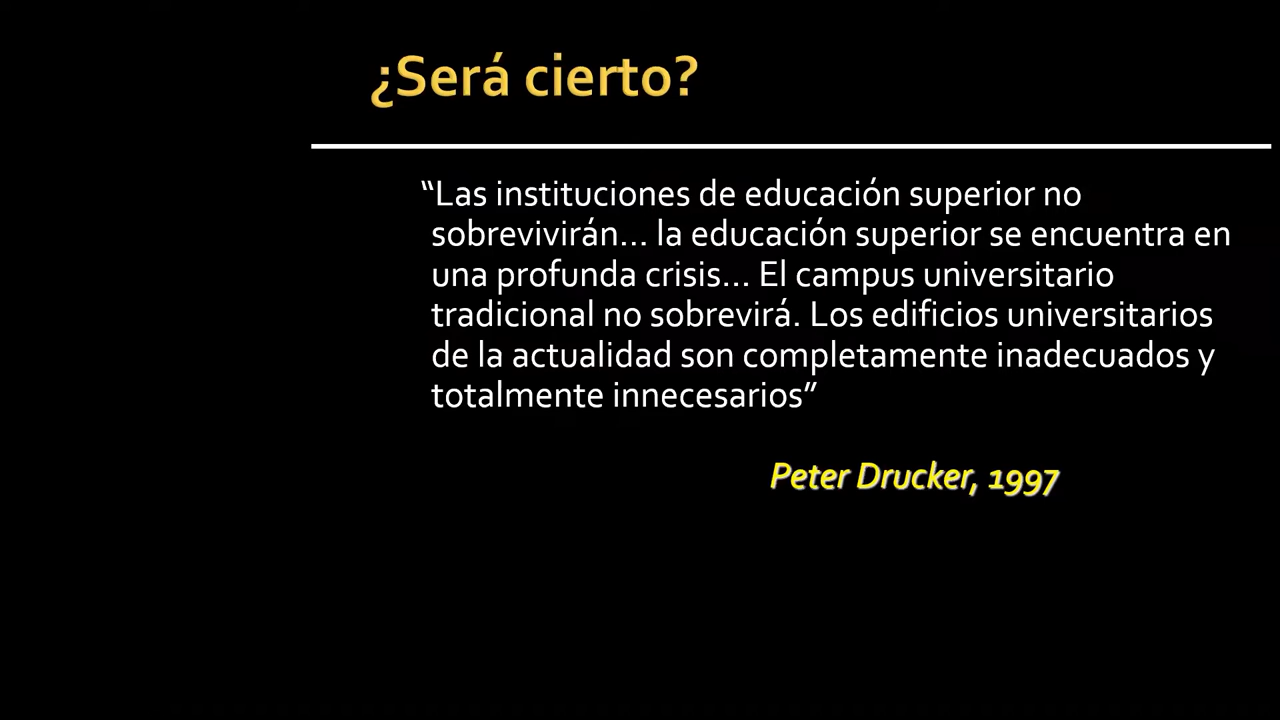 ¿Será cierto?
“Las instituciones de educación superior no
sobrevivirán... la educación superior se encuentra en
una profunda crisis... El campus universitario
tradicional no sobrevirá. Los edificios universitarios
de la actualidad son completamente inadecuados y
totalmente innecesarios”
Peter Drucker, 1997